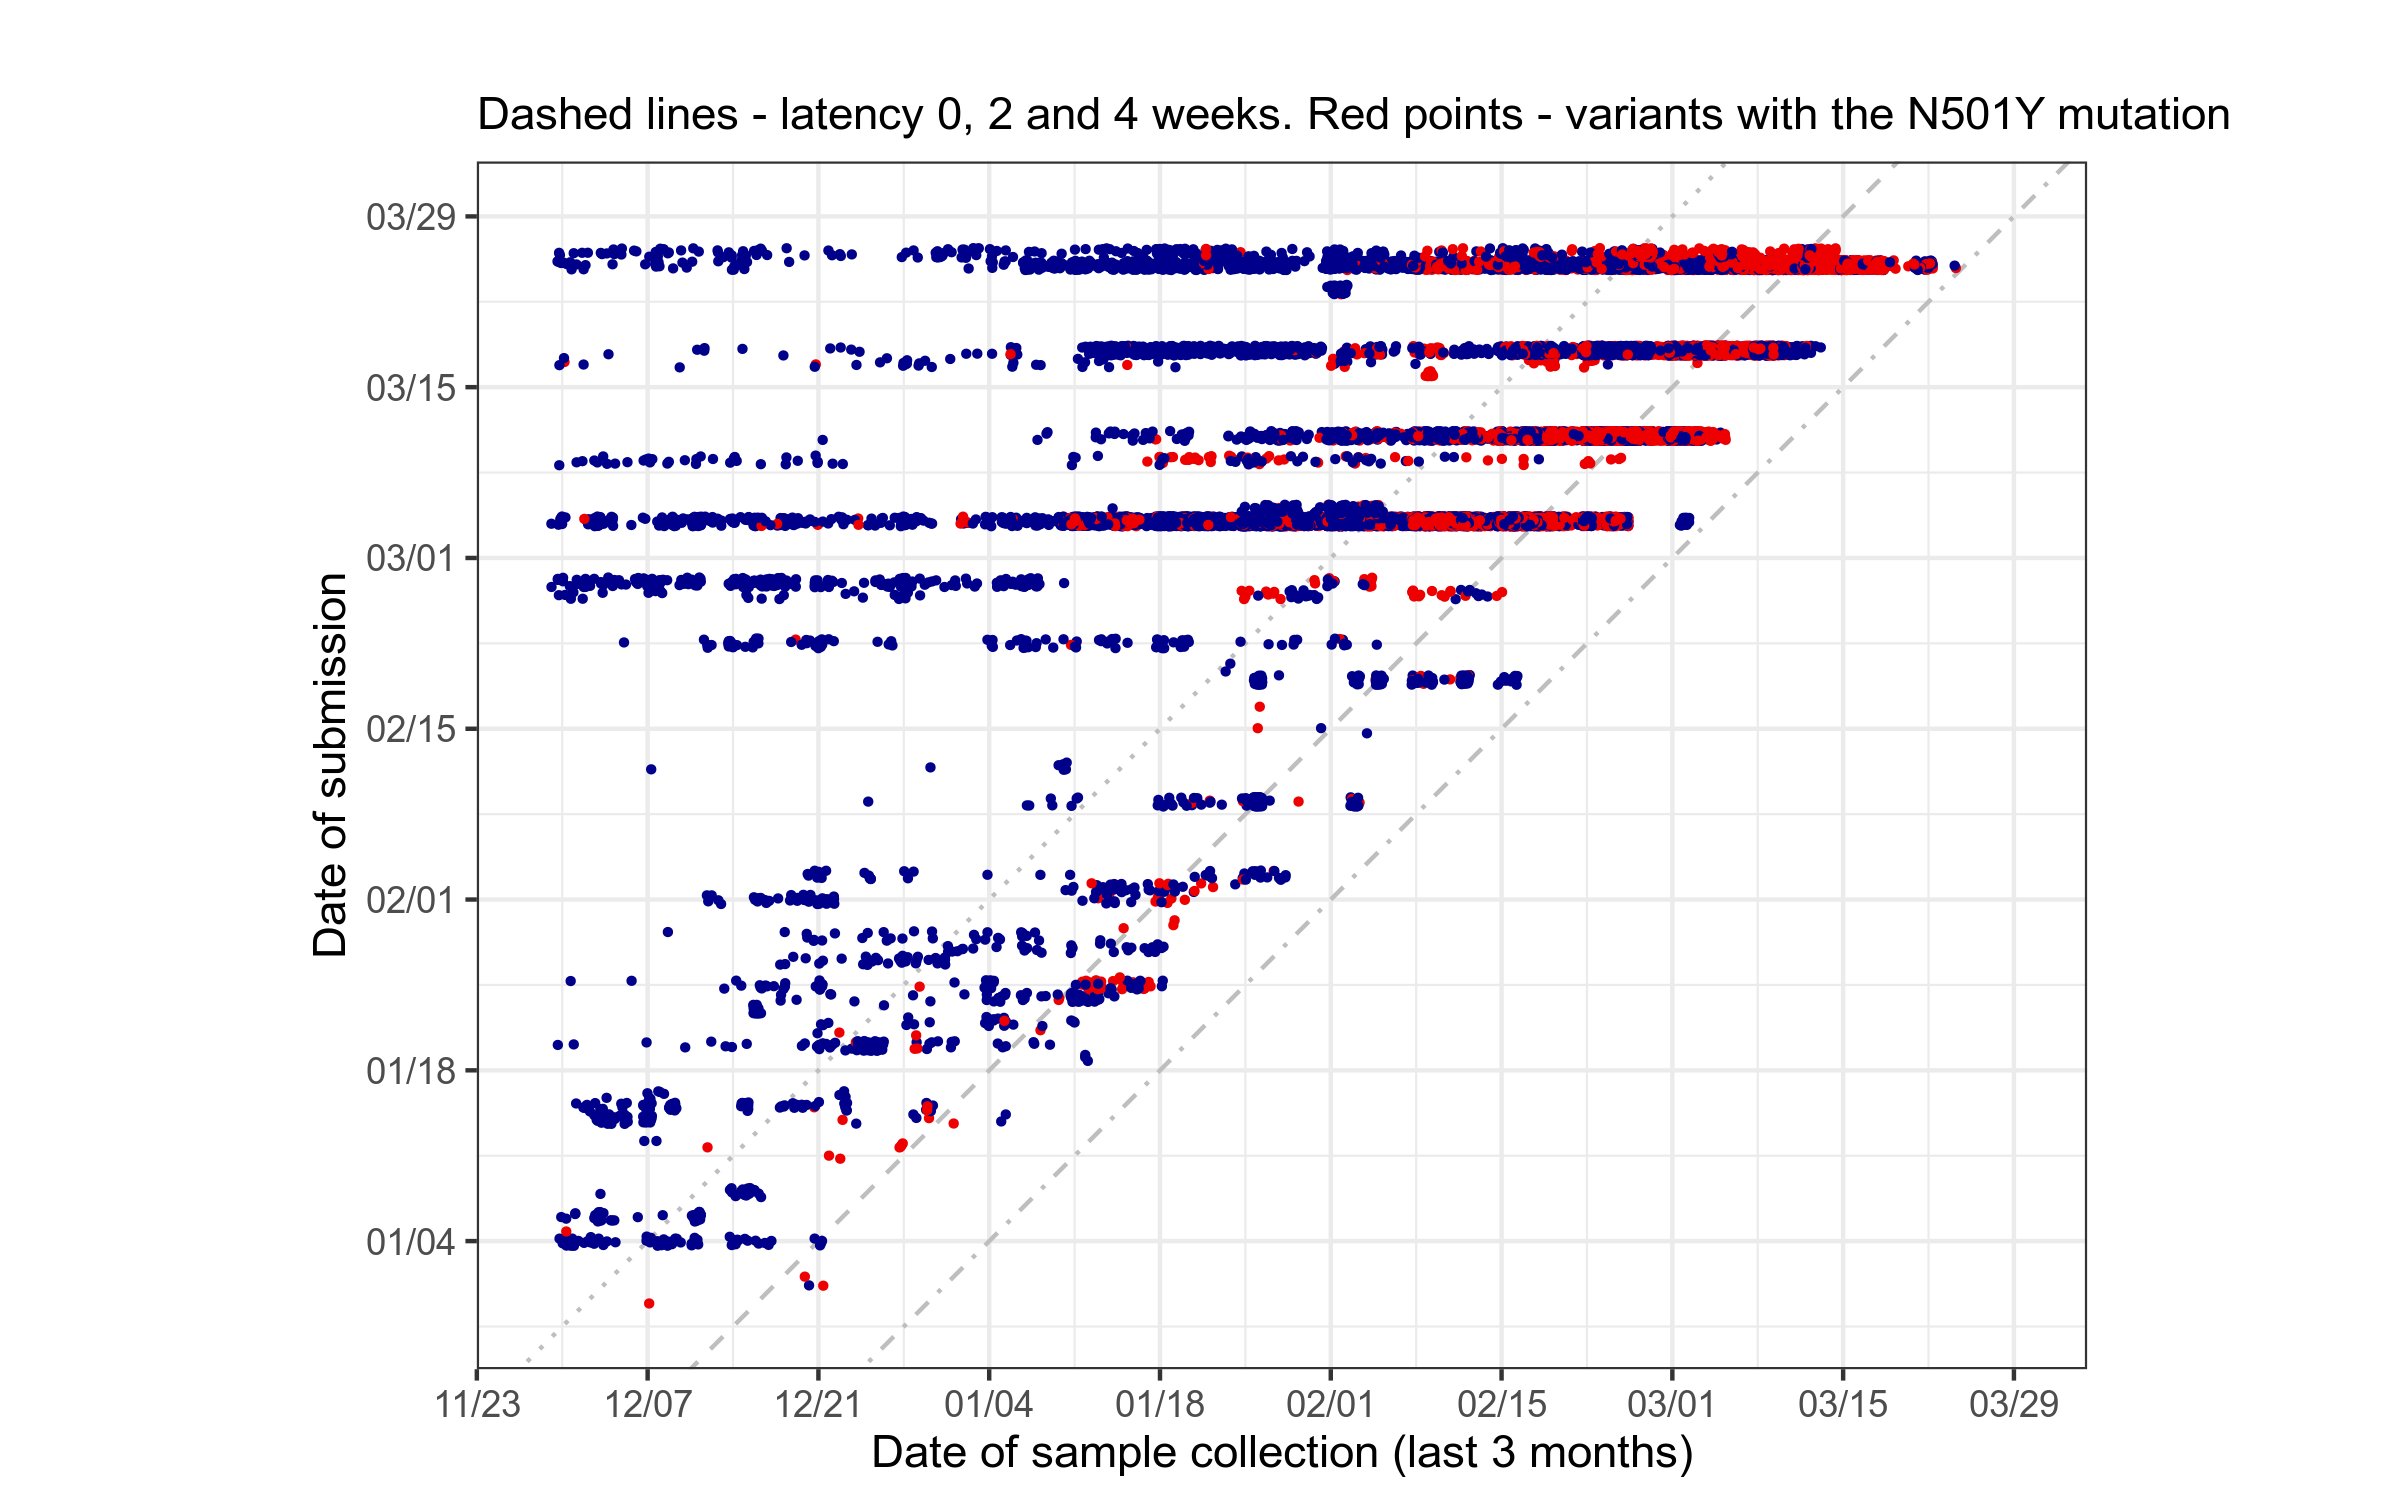 Dashed lines - latency 0, 2 and 4 weeks. Red points - variants with the N501Y mutation
Date of submission
03/29
03/15
03/01
02/15
02/01
01/18
01/04
11/23 12/07 12/21 01/04 01/18 02/01 02/15 03/01 03/15 03/29
Date of sample collection (last 3 months)